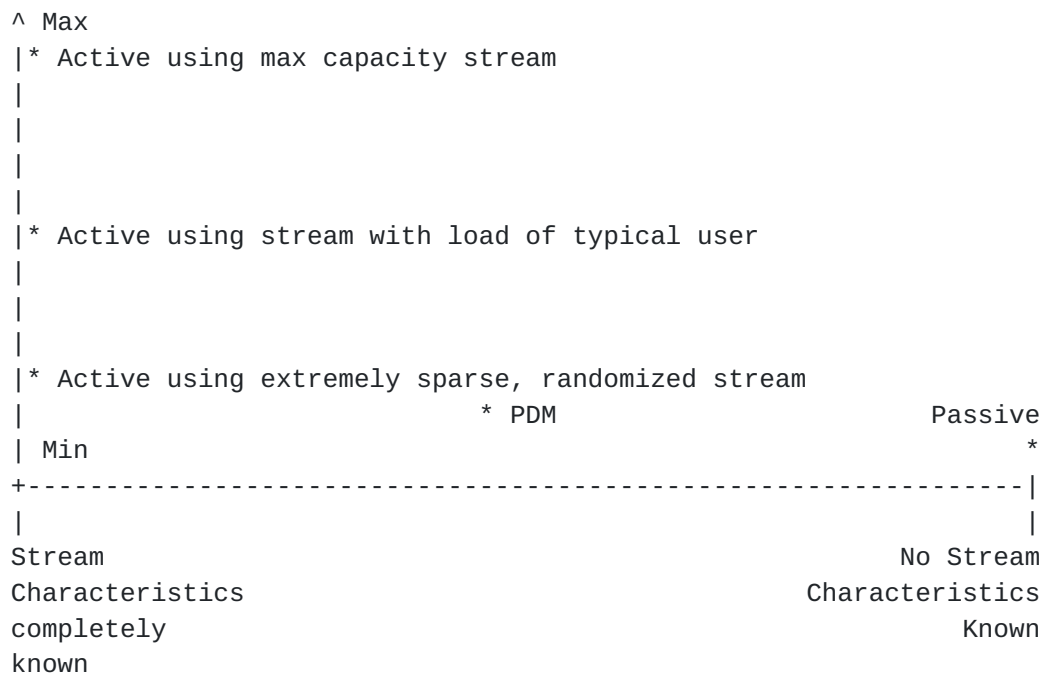 ^ Max
|* Active using max capacity stream
|
|
|
|
|* Active using stream with load of typical user
|
|
|
|* Active using extremely sparse, randomized stream
|                              * PDM                        Passive
| Min                                                             *
+----------------------------------------------------------------|
|                                                                 |
Stream                                                   No Stream
Characteristics                                    Characteristics
completely                                                   Known
known